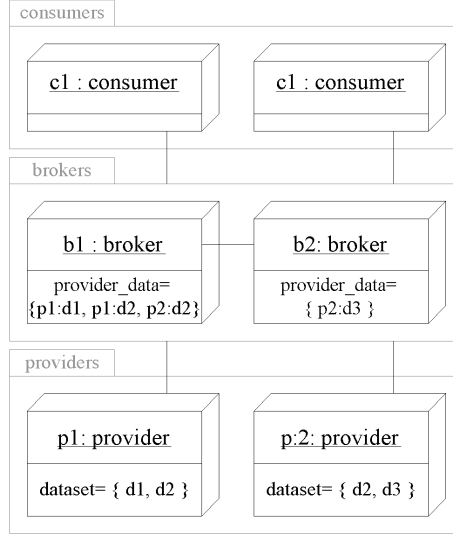 consumers
c1 : consumer
c1 : consumer
brokers
b1 : broker
b2: broker
provider_data=
{p1:d1, p1:d2, p2:d2}
provider_data=
{ p2:d3 }
providers
p1: provider
p:2: provider
dataset= { d1, d2 }
dataset= { d2, d3 }